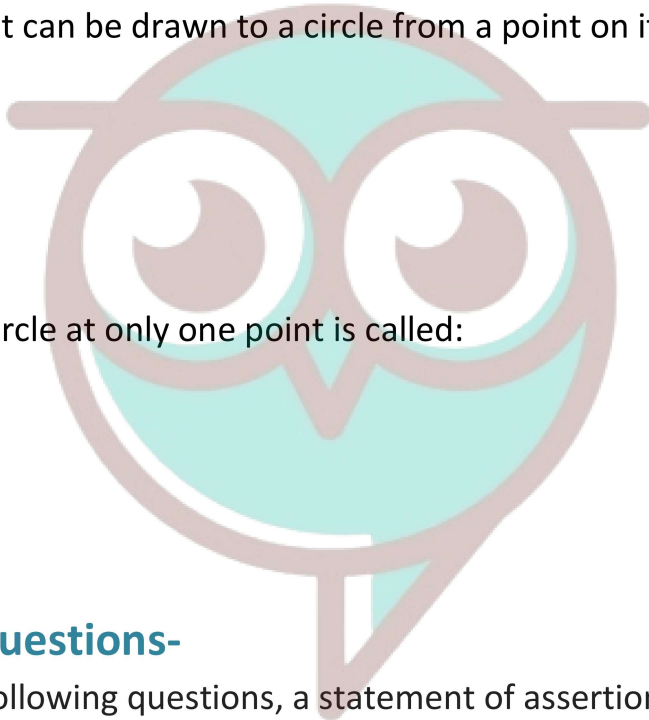 t can be drawn to a circle from a point on it
rcle at only one point is called:
uestions-
ollowing questions, a statement of assertion